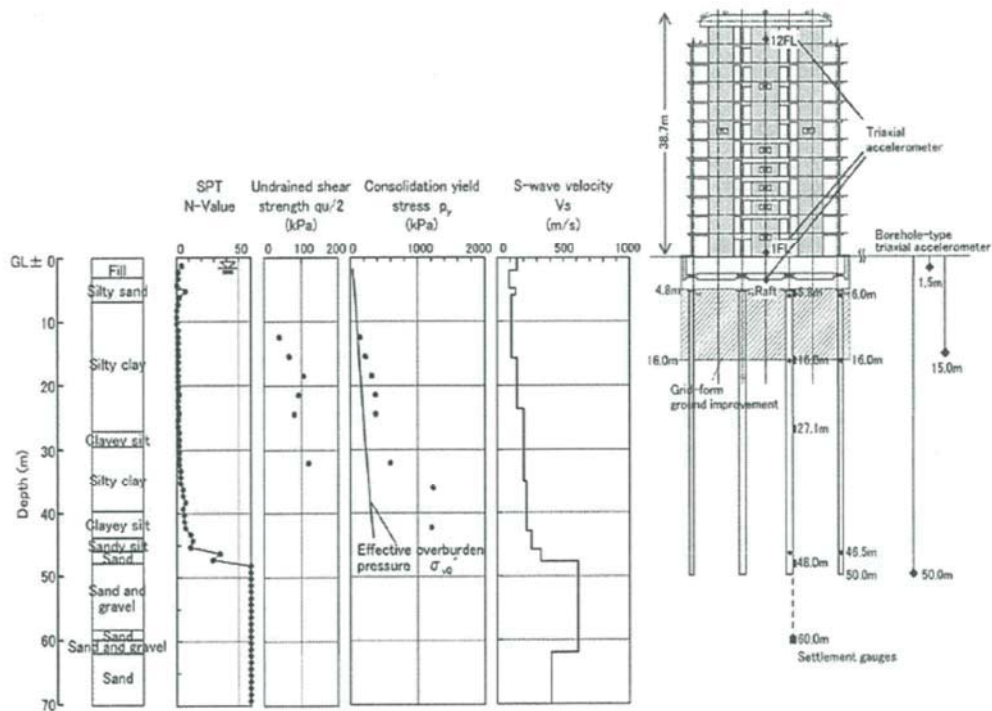 38.7m
12FL
Triaxial
accelerometer
1FL
Borehole-type
triaxial accelerometer
1.5m
15.0m
50.0m
4.8m
Raft
5.8m
6.0m
16.0m
16.0m
16.0m
Grid-form
ground improvement
27.1m
46.5m
48.0m
50.0m
60.0m
Settlement gauges
SPT
N-Value
0 50
Undrained shear
strength qu/2
(kPa)
0 100 200
Consolidation yield
stress py
(kPa)
0 1000 2000
S-wave velocity
Vs
(m/s)
0 500 1000
GL± 0
10
20
30
40
50
60
70
Depth (m)
Fill
Silty sand
Silty clay
Clayey silt
Silty clay
Clayey silt
Sandy silt
Sand
Sand and
gravel
Sand
Sand and gravel
Sand
Effective overburden
pressure σv0'